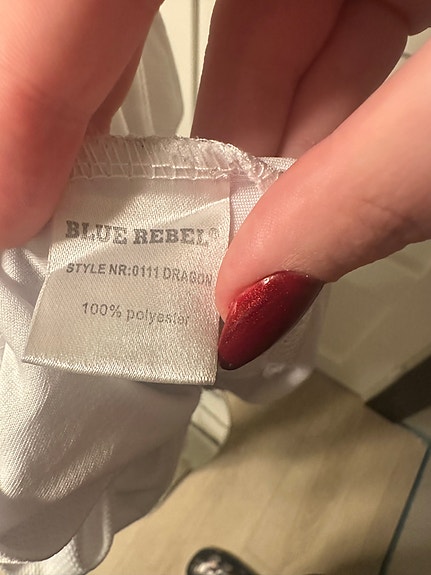 BLUE REBEL®
STYLE NR:0111 DRAGON
100% polyester